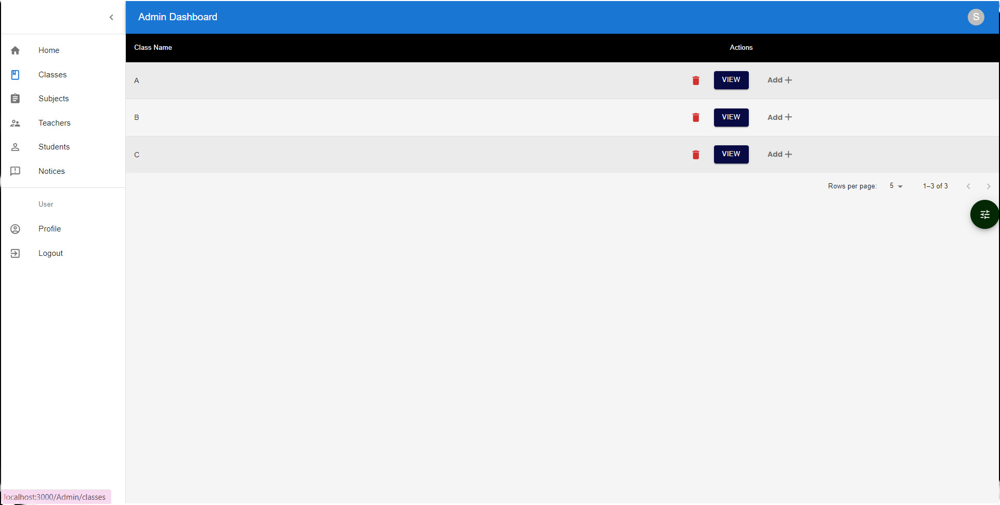 Admin Dashboard
S
Home
Classes
Subjects
Teachers
Students
Notices
User
Profile
Logout
Class Name Actions
A VIEW Add
B VIEW Add
C VIEW Add
Rows per page: 5 1–3 of 3
localhost:3000/Admin/classes